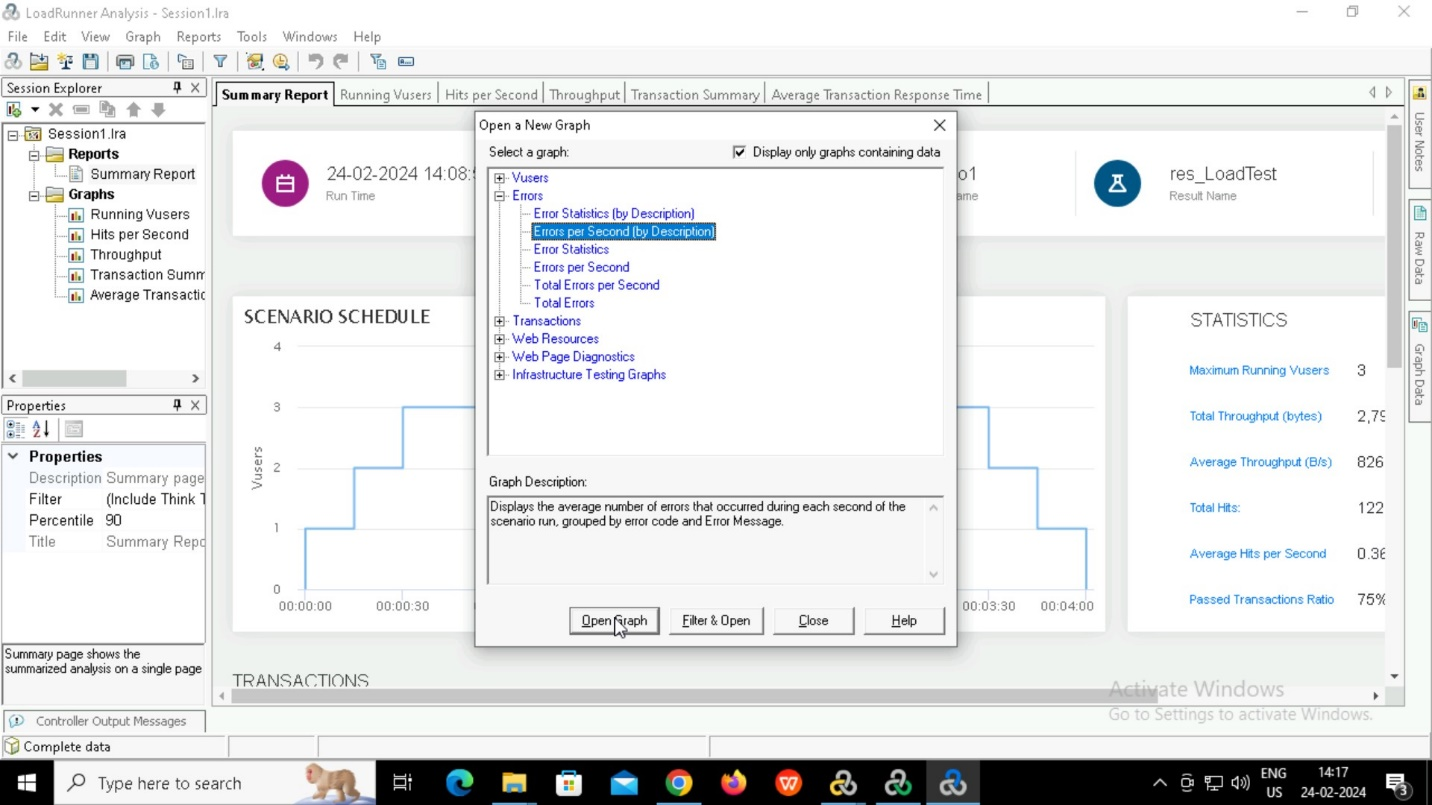 LoadRunner Analysis - Session1.lra
File Edit View Graph Reports Tools Windows Help
Session Explorer
Session1.lra
Reports
Summary Report
Graphs
Running Vusers
Hits per Second
Throughput
Transaction Summ
Average Transactic
Properties
Properties
Description Summary page
Filter (Include Think T
Percentile 90
Title Summary Repo
Summary page shows the
summarized analysis on a single page
Controller Output Messages
Complete data
Summary Report Running Vusers Hits per Second Throughput Transaction Summary Average Transaction Response Time
24-02-2024 14:08:
Run Time
res_LoadTest
Result Name
SCENARIO SCHEDULE
4
3
2
1
0
Vusers
00:00:00 00:00:30 00:03:30 00:04:00
TRANSACTIONS
STATISTICS
Maximum Running Vusers 3
Total Throughput (bytes) 2,79
Average Throughput (B/s) 826
Total Hits: 122
Average Hits per Second 0.36
Passed Transactions Ratio 75%
Open a New Graph
Select a graph: Display only graphs containing data
Vusers
Errors
Error Statistics (by Description)
Errors per Second (by Description)
Error Statistics
Errors per Second
Total Errors per Second
Total Errors
Transactions
Web Resources
Web Page Diagnostics
Infrastructure Testing Graphs
Graph Description:
Displays the average number of errors that occurred during each second of the
scenario run, grouped by error code and Error Message.
Open Graph Filter & Open Close Help
User Notes
Raw Data
Graph Data
Activate Windows
Go to Settings to activate Windows.
Type here to search
ENG
US
14:17
24-02-2024
3